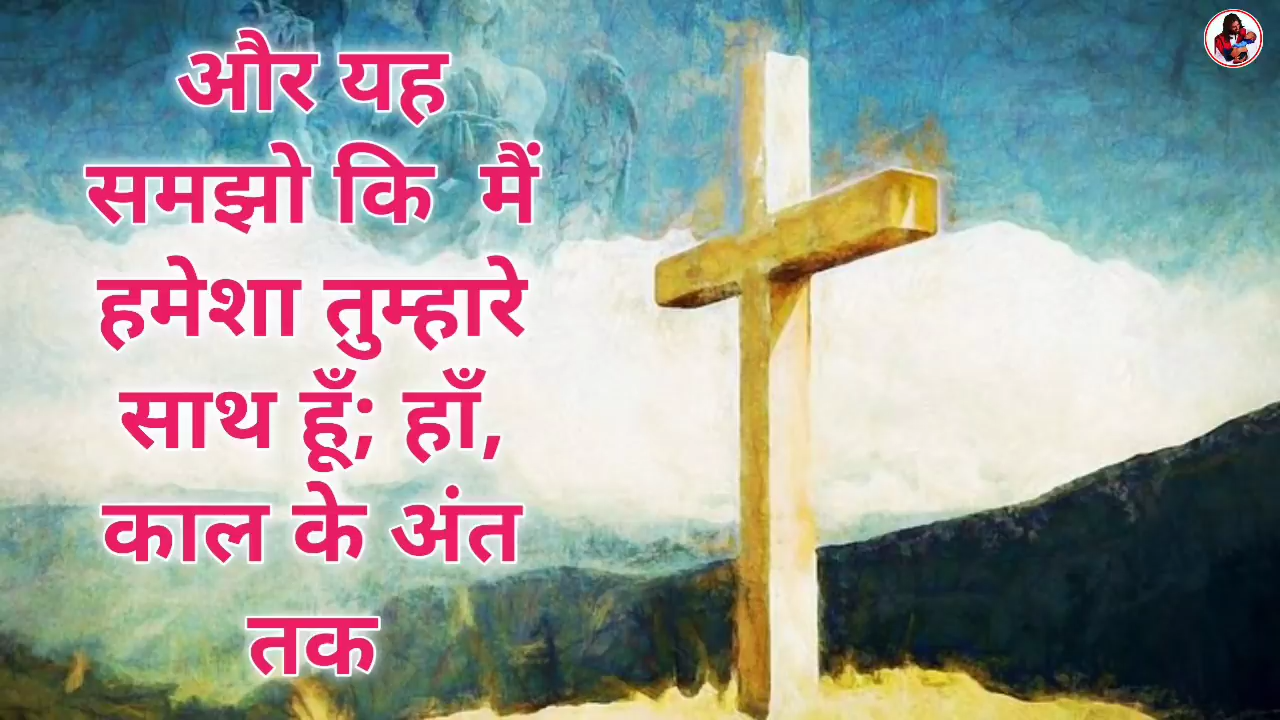 और यह
समझो कि मैं
हमेशा तुम्हारे
साथ हूँ; हाँ,
काल के अंत
तक